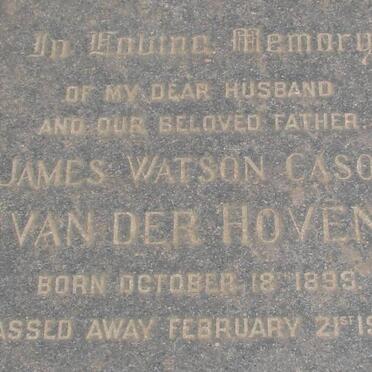 In Loving Memory
OF MY DEAR HUSBAND
AND OUR BELOVED FATHER
JAMES WATSON CASO
VAN DER HOVEN
BORN OCTOBER 18TH 1899.
ASSED AWAY FEBRUARY 21ST 19